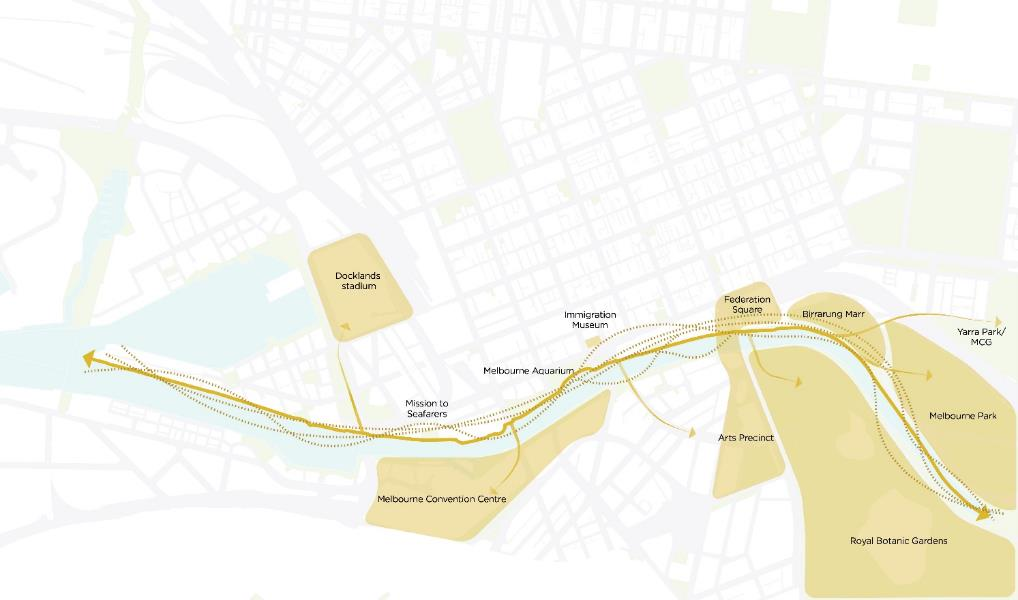 Docklands
stadium
Federation
Square
Immigration
Museum
Birrarung Marr
Yarra Park/
MCG
Melbourne Aquarium
Mission to
Seafarers
Melbourne Park
Arts Precinct
Melbourne Convention Centre
Royal Botanic Gardens